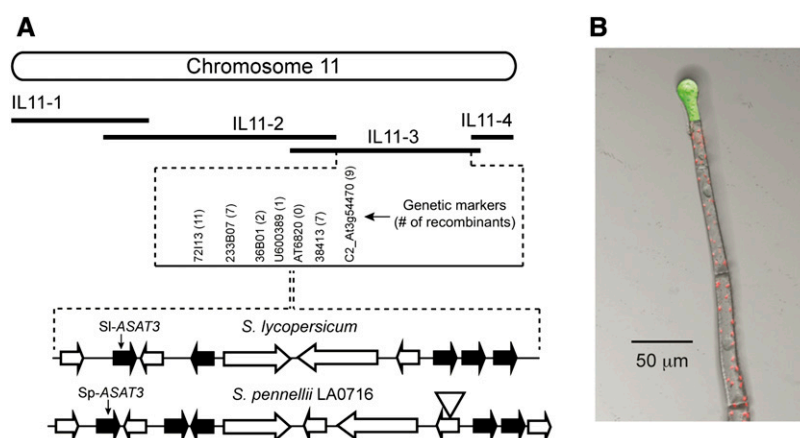 A
B
Chromosome 11
IL11-1
IL11-2
IL11-3
IL11-4
72I13 (11)
233B07 (7)
36B01 (2)
U600389 (1)
AT6820 (0)
38413 (7)
C2_At3g54470 (9)
Genetic markers
(# of recombinants)
Sl-ASAT3
S. lycopersicum
Sp-ASAT3
S. pennellii LA0716
50 μm